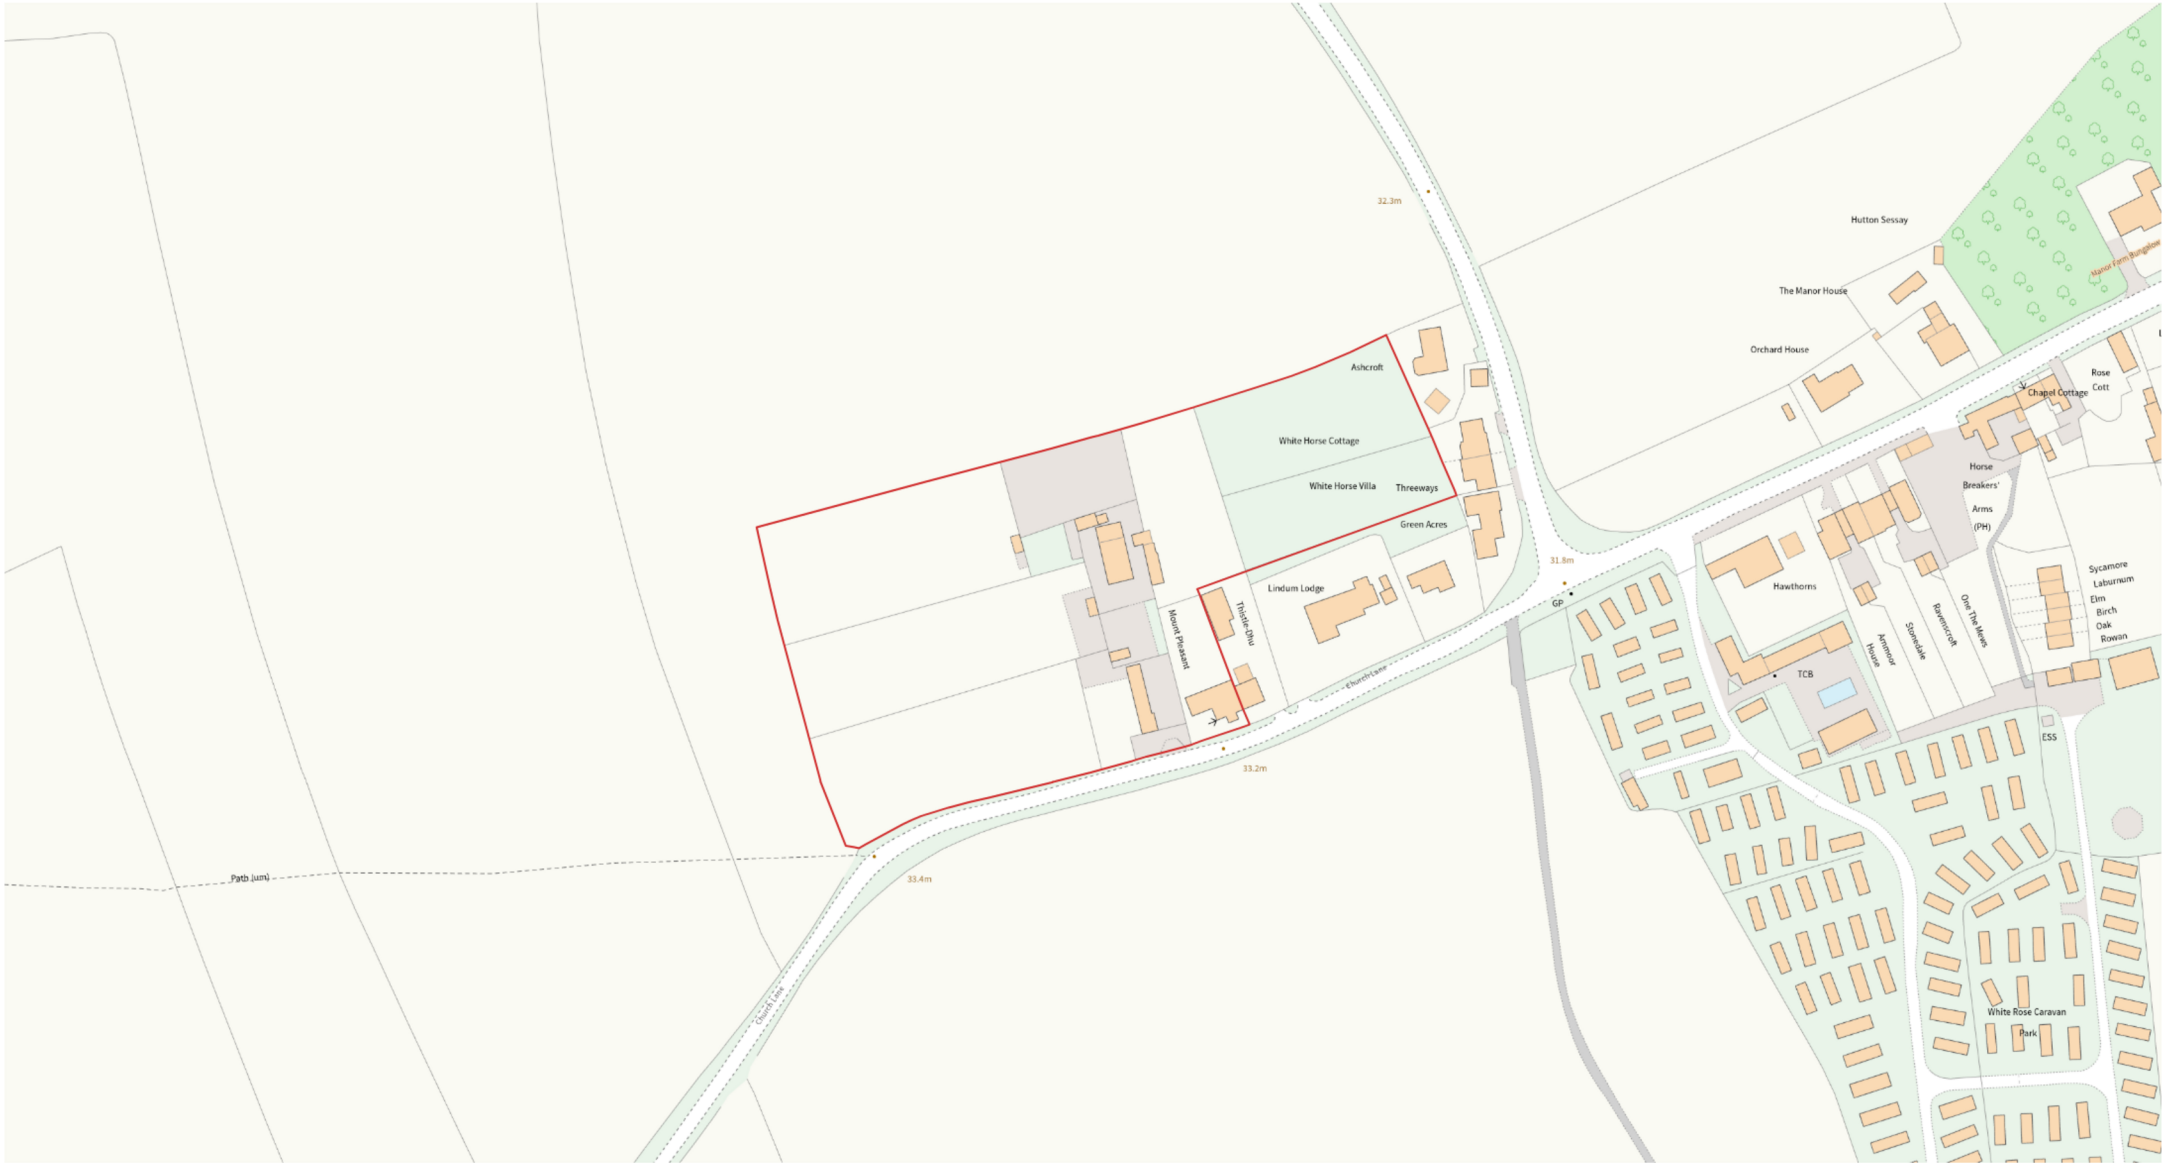 32.3m
Hutton Sessay
Manor Farm Bungalow
The Manor House
Orchard House
Ashcroft
Rose
Cott
Chapel Cottage
White Horse Cottage
White Horse Villa
Threeways
Green Acres
Horse
Breakers'
Arms
(PH)
31.8m
GP
Lindum Lodge
Thistle-Dhu
Mount Pleasant
Hawthorns
Sycamore
Laburnum
Elm
Birch
Oak
Rowan
One The Mews
Ravenscroft
Stonedale
Armoor
House
TCB
Church Lane
33.2m
ESS
Path (um)
33.4m
Church Lane
White Rose Caravan
Park